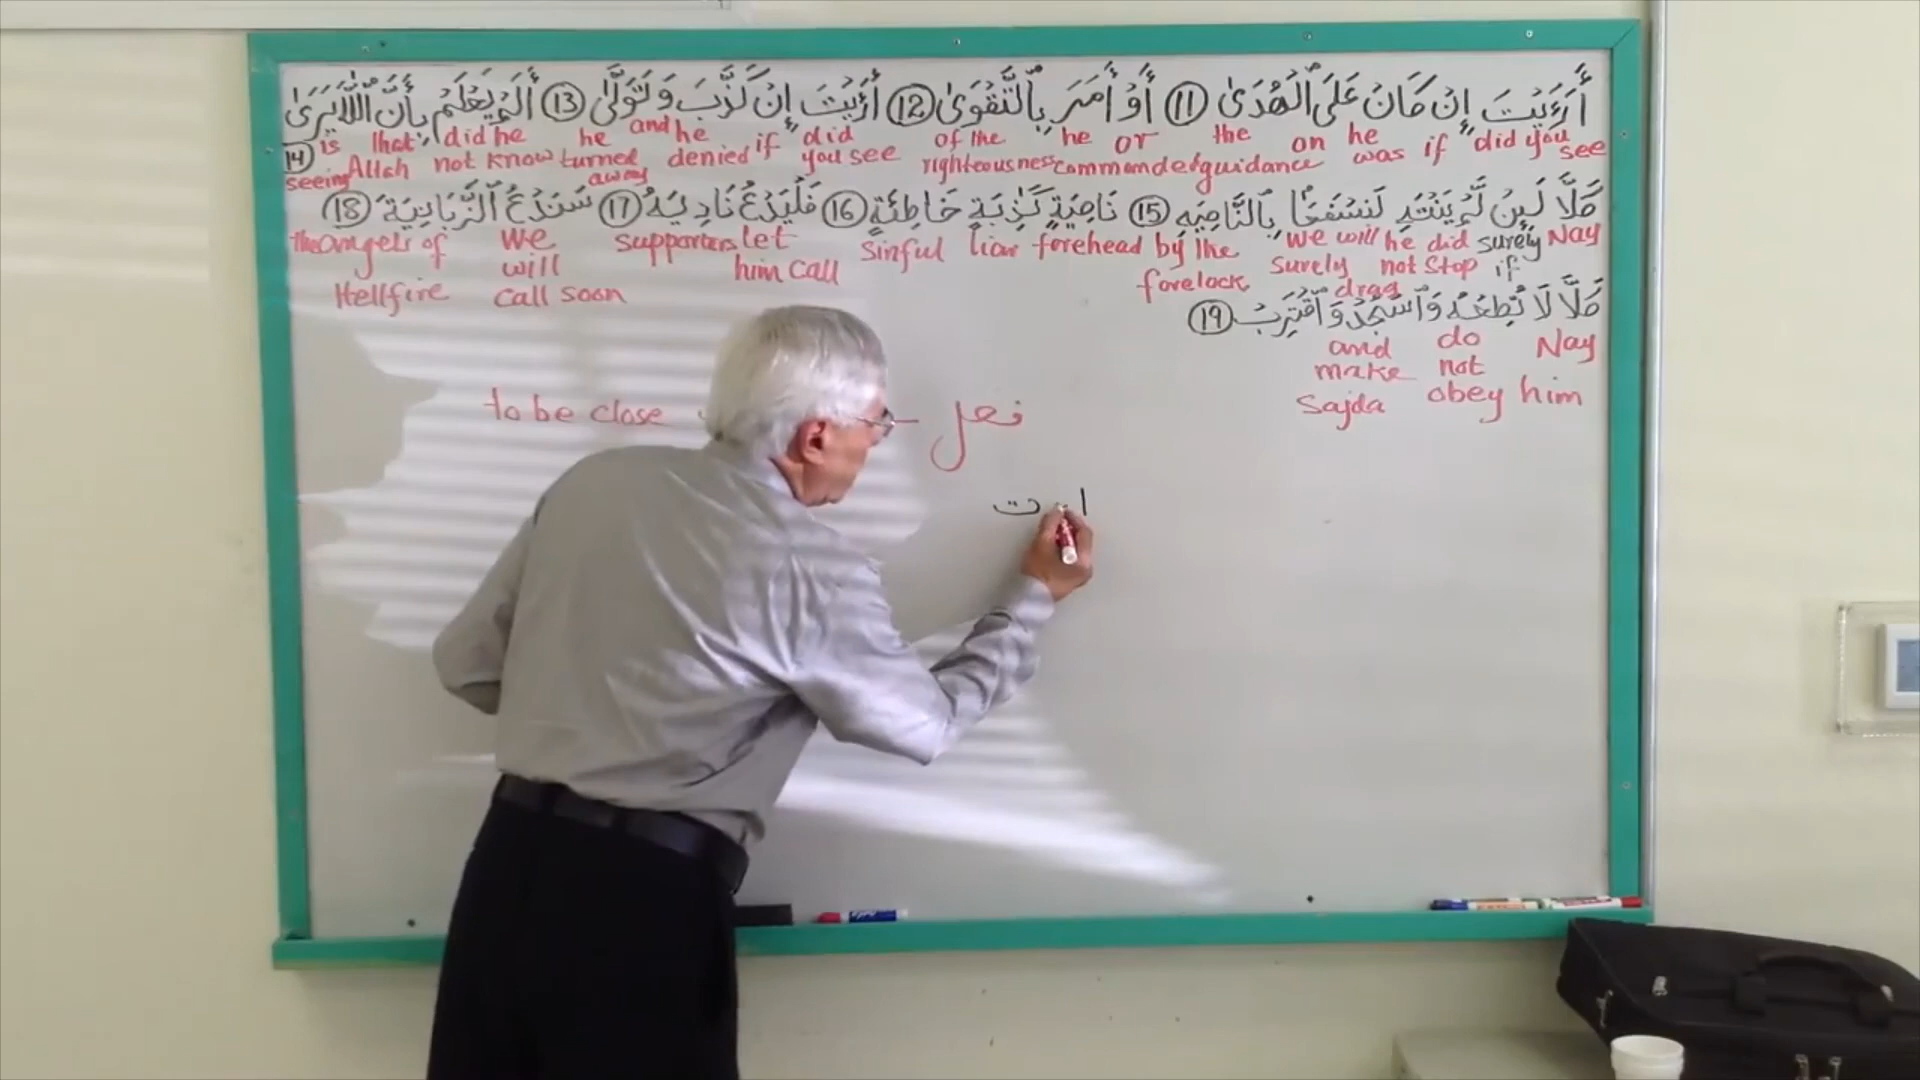 أَرَءَيْتَ إِن كَانَ عَلَى ٱلْهُدَىٰ ⑪ أَوْ أَمَرَ بِٱلتَّقْوَىٰ ⑫ أَرَءَيْتَ إِن كَذَّبَ وَتَوَلَّىٰ ⑬ أَلَمْ يَعْلَم بِأَنَّ ٱللَّهَ يَرَىٰ ⑭
is that "did he he and he if "did of the he or the on he if "did you
seeing Allah not know turned away denied you see righteousness commanded guidance was see
كَلَّا لَئِن لَّمْ يَنتَهِ لَنَسْفَعًۢا بِٱلنَّاصِيَةِ ⑮ نَاصِيَةٍ كَٰذِبَةٍ خَاطِئَةٍ ⑯ فَلْيَدْعُ نَادِيَهُۥ ⑰ سَنَدْعُ ٱلزَّبَانِيَةَ ⑱
the angels of we supporters let sinful liar forehead by the we will he did surely Nay
Hellfire will call soon him call forelock surely drag not stop if
كَلَّا لَا تُطِعْهُ وَٱسْجُدْ وَٱقْتَرِب ⑲
and do Nay
make not
Sajda obey him
to be close — فعل
ا ت